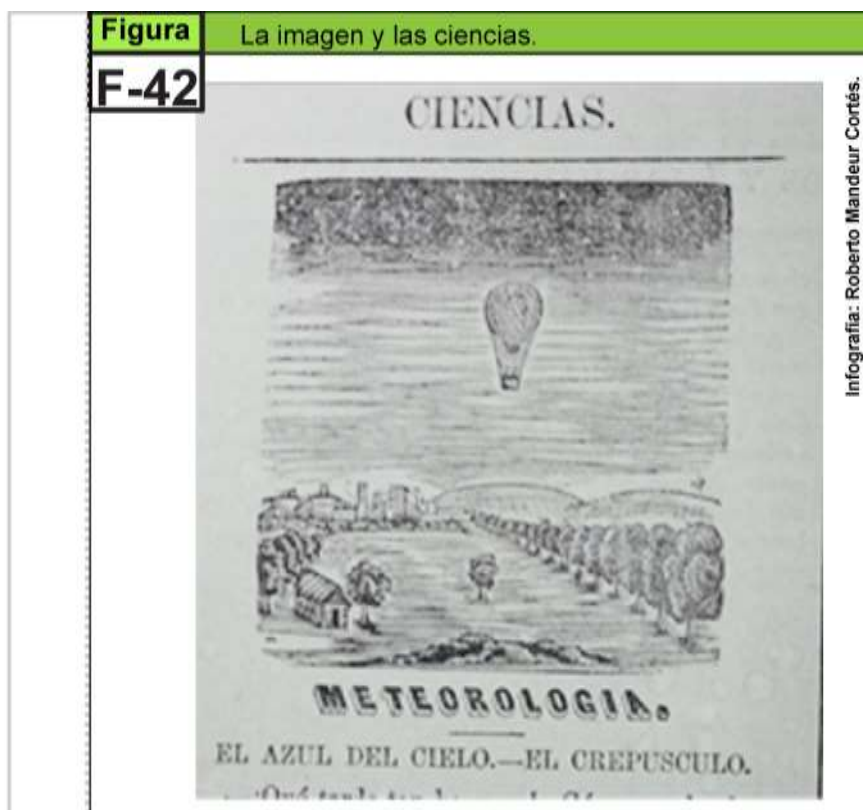 Figura La imagen y las ciencias.
F-42
CIENCIAS.
METEOROLOGIA.
EL AZUL DEL CIELO.—EL CREPUSCULO.
Infografía: Roberto Mandeur Cortés.